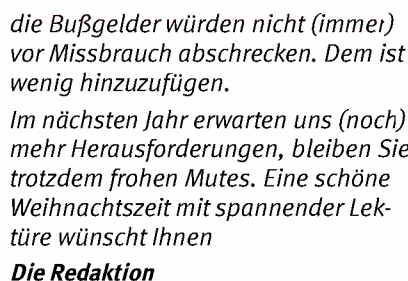 die Bußgelder würden nicht (immer)
vor Missbrauch abschrecken. Dem ist
wenig hinzuzufügen.
Im nächsten Jahr erwarten uns (noch)
mehr Herausforderungen, bleiben Sie
trotzdem frohen Mutes. Eine schöne
Weihnachtszeit mit spannender Lek-
türe wünscht Ihnen
Die Redaktion